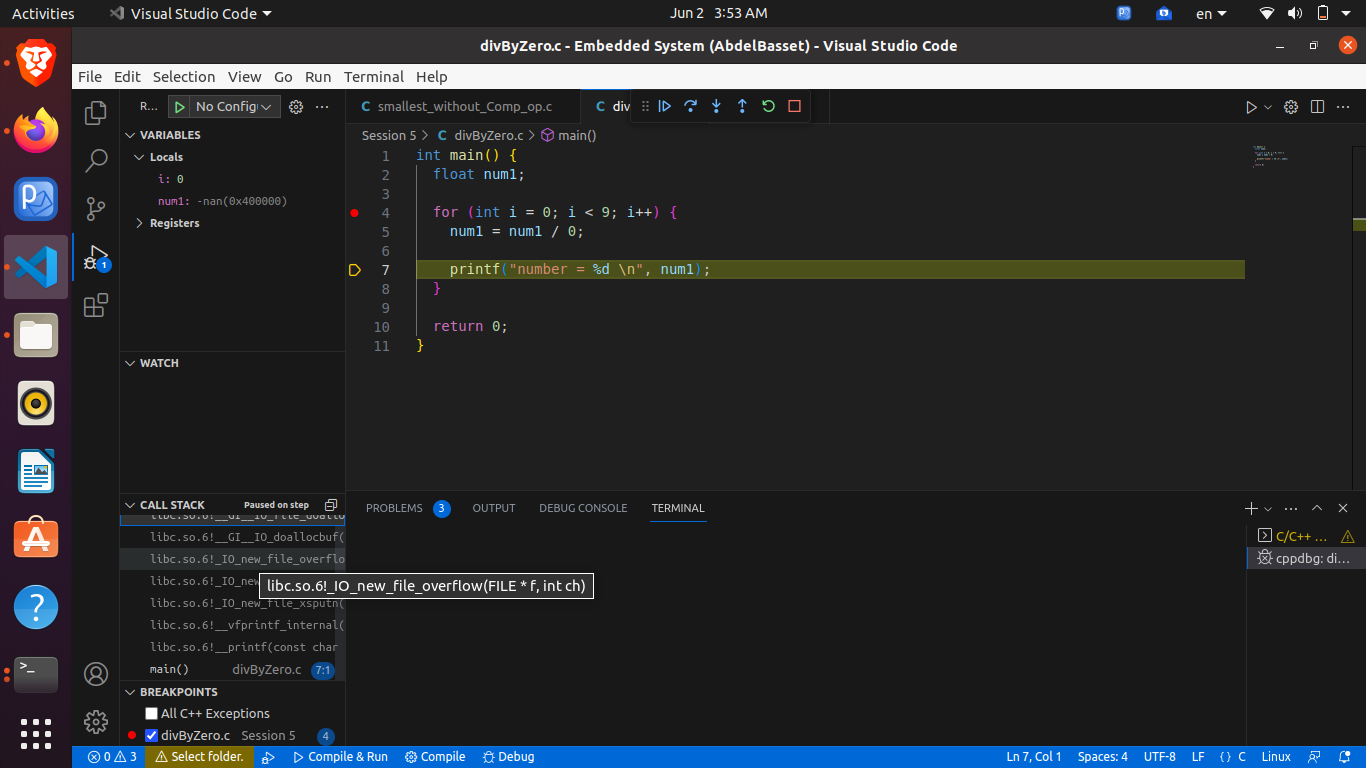 Activities
Visual Studio Code
Jun 2 3:53 AM
en
divByZero.c - Embedded System (AbdelBasset) - Visual Studio Code
File Edit Selection View Go Run Terminal Help
R... No Config
smallest_without_Comp_op.c
div
VARIABLES
Locals
i: 0
num1: -nan(0x400000)
Registers
WATCH
Session 5 > C divByZero.c > main()
1 int main() {
2 float num1;
3
4 for (int i = 0; i < 9; i++) {
5 num1 = num1 / 0;
6
7 printf("number = %d \n", num1);
8 }
9
10 return 0;
11 }
CALL STACK Paused on step
libc.so.6!__GI__IO_file_doallo
libc.so.6!__GI__IO_doallocbuf(
libc.so.6!_IO_new_file_overflo
libc.so.6!_IO_new
libc.so.6!_IO_new_file_overflow(FILE * f, int ch)
libc.so.6!_IO_new_file_xsputn(
libc.so.6!__vfprintf_internal(
libc.so.6!__printf(const char
main() divByZero.c 7:1
BREAKPOINTS
All C++ Exceptions
divByZero.c Session 5 4
PROBLEMS 3 OUTPUT DEBUG CONSOLE TERMINAL
C/C++ ...
cppdbg: di...
0 3 Select folder. Compile & Run Compile Debug
Ln 7, Col 1 Spaces: 4 UTF-8 LF { } C Linux